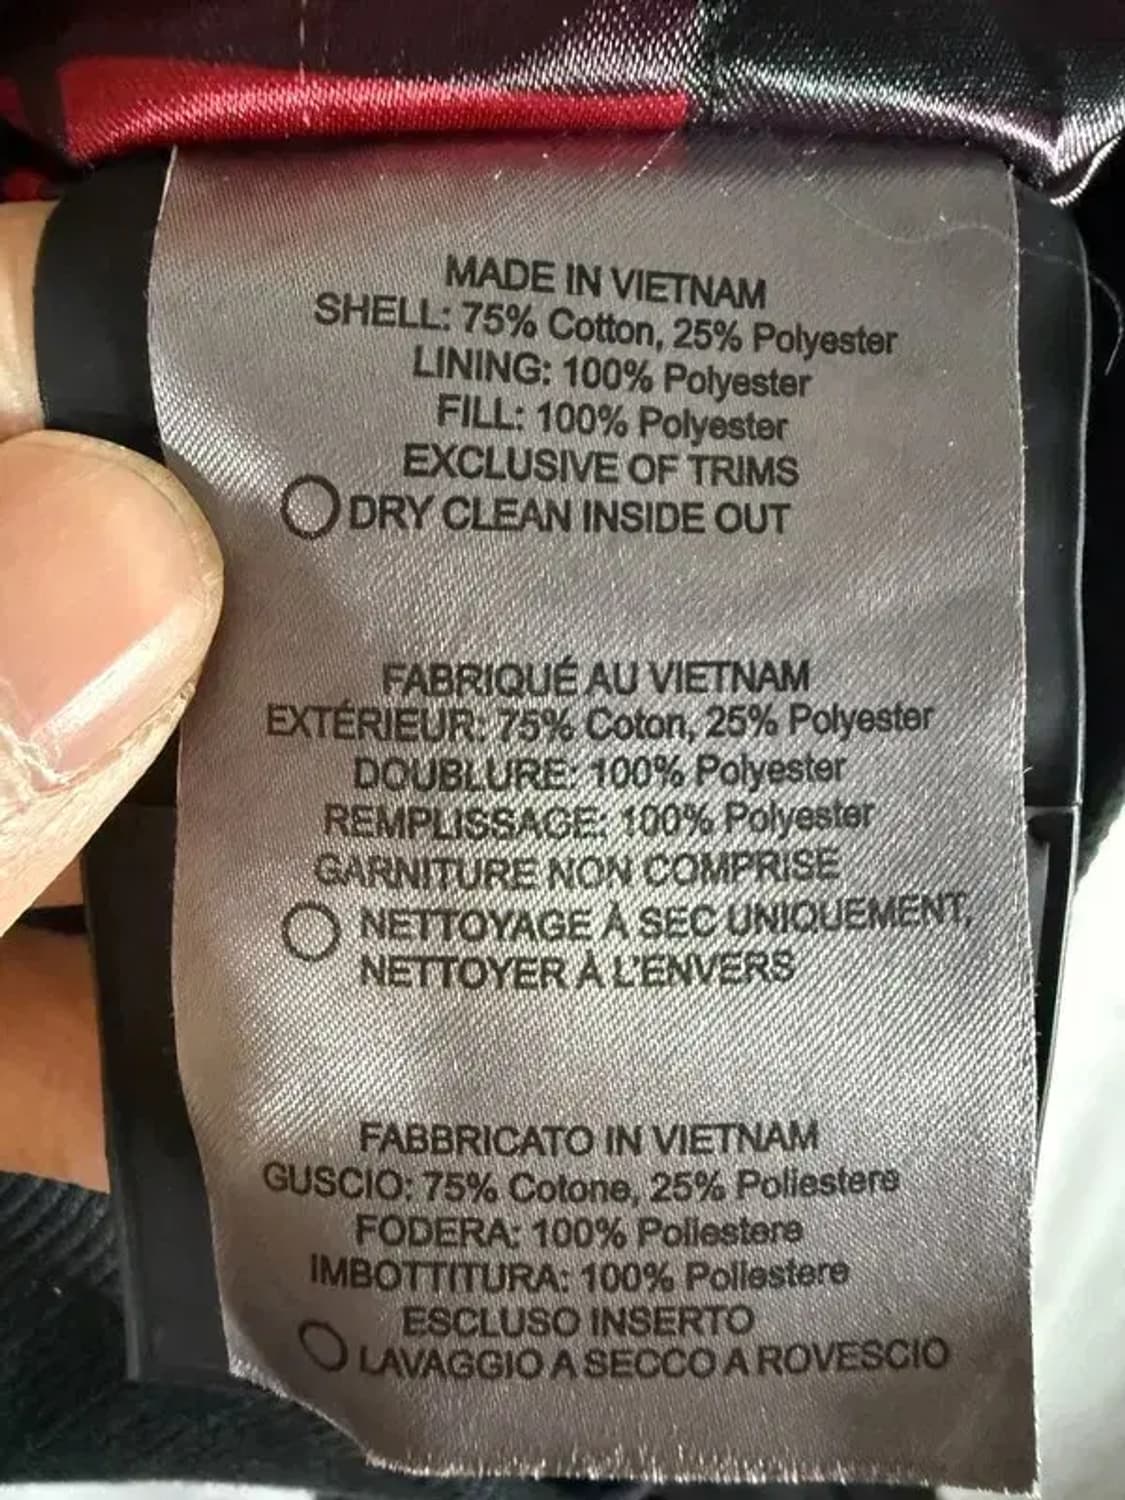 MADE IN VIETNAM
SHELL: 75% Cotton, 25% Polyester
LINING: 100% Polyester
FILL: 100% Polyester
EXCLUSIVE OF TRIMS
DRY CLEAN INSIDE OUT
FABRIQUÉ AU VIETNAM
EXTÉRIEUR: 75% Coton, 25% Polyester
DOUBLURE: 100% Polyester
REMPLISSAGE: 100% Polyester
GARNITURE NON COMPRISE
NETTOYAGE À SEC UNIQUEMENT,
NETTOYER À L'ENVERS
FABBRICATO IN VIETNAM
GUSCIO: 75% Cotone, 25% Poliestere
FODERA: 100% Poliestere
IMBOTTITURA: 100% Poliestere
ESCLUSO INSERTO
LAVAGGIO A SECCO A ROVESCIO